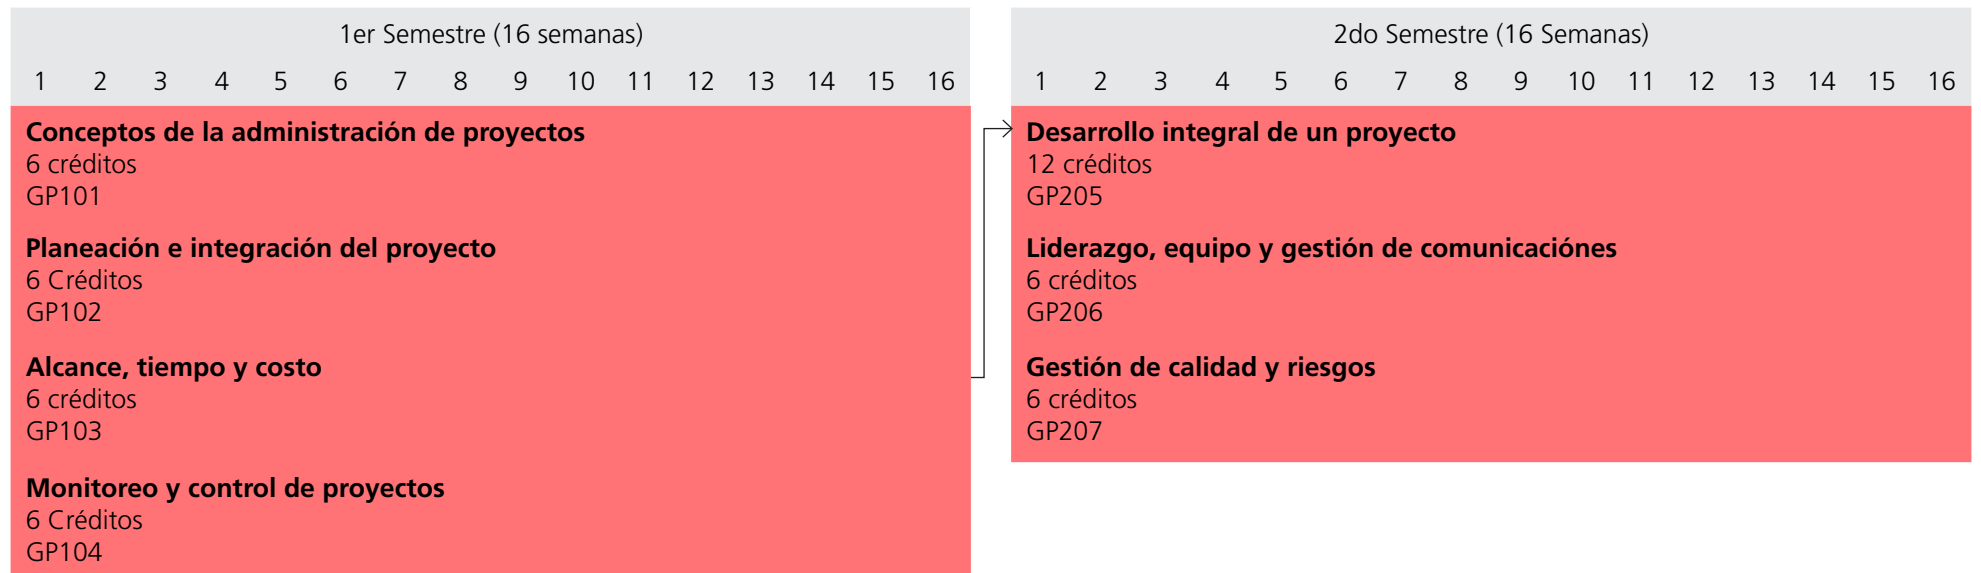 1er Semestre (16 semanas)
1 2 3 4 5 6 7 8 9 10 11 12 13 14 15 16
Conceptos de la administración de proyectos
6 créditos
GP101
Planeación e integración del proyecto
6 Créditos
GP102
Alcance, tiempo y costo
6 créditos
GP103
Monitoreo y control de proyectos
6 Créditos
GP104
2do Semestre (16 Semanas)
1 2 3 4 5 6 7 8 9 10 11 12 13 14 15 16
Desarrollo integral de un proyecto
12 créditos
GP205
Liderazgo, equipo y gestión de comunicaciónes
6 créditos
GP206
Gestión de calidad y riesgos
6 créditos
GP207